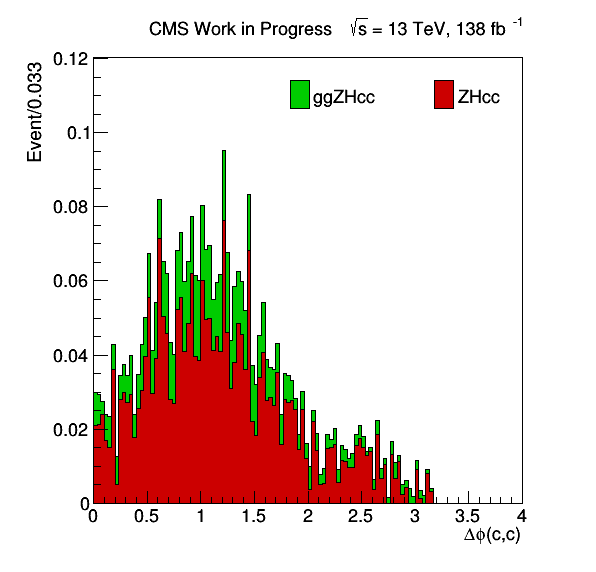 CMS Work in Progress √s = 13 TeV, 138 fb⁻¹
Event/0.033
ggZHcc ZHcc
0.12
0.1
0.08
0.06
0.04
0.02
0
0 0.5 1 1.5 2 2.5 3 3.5 4
Δϕ(c,c)